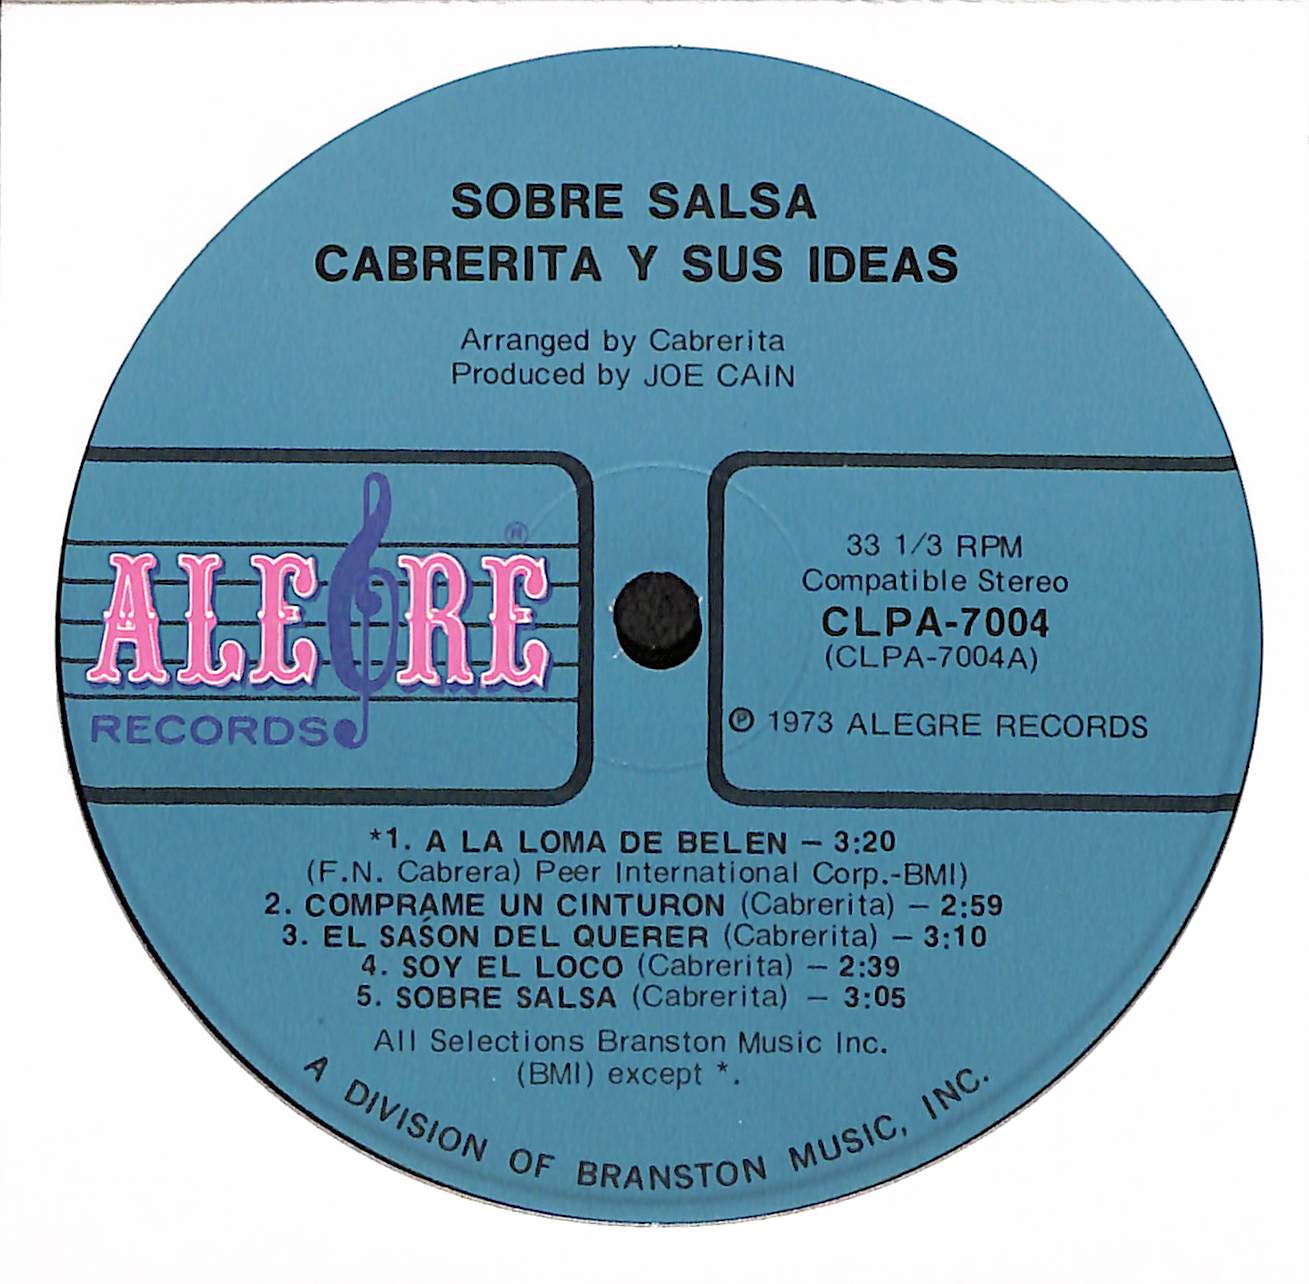 SOBRE SALSA
CABRERITA Y SUS IDEAS
Arranged by Cabrerita
Produced by JOE CAIN
ALEGRE ®
RECORDS
33 1/3 RPM
Compatible Stereo
CLPA-7004
(CLPA-7004A)
℗ 1973 ALEGRE RECORDS
*1. A LA LOMA DE BELEN – 3:20
(F.N. Cabrera) Peer International Corp.-BMI)
2. COMPRAME UN CINTURON (Cabrerita) – 2:59
3. EL SAŚON DEL QUERER (Cabrerita) – 3:10
4. SOY EL LOCO (Cabrerita) – 2:39
5. SOBRE SALSA (Cabrerita) – 3:05
All Selections Branston Music Inc.
(BMI) except *.
A DIVISION OF BRANSTON MUSIC, INC.